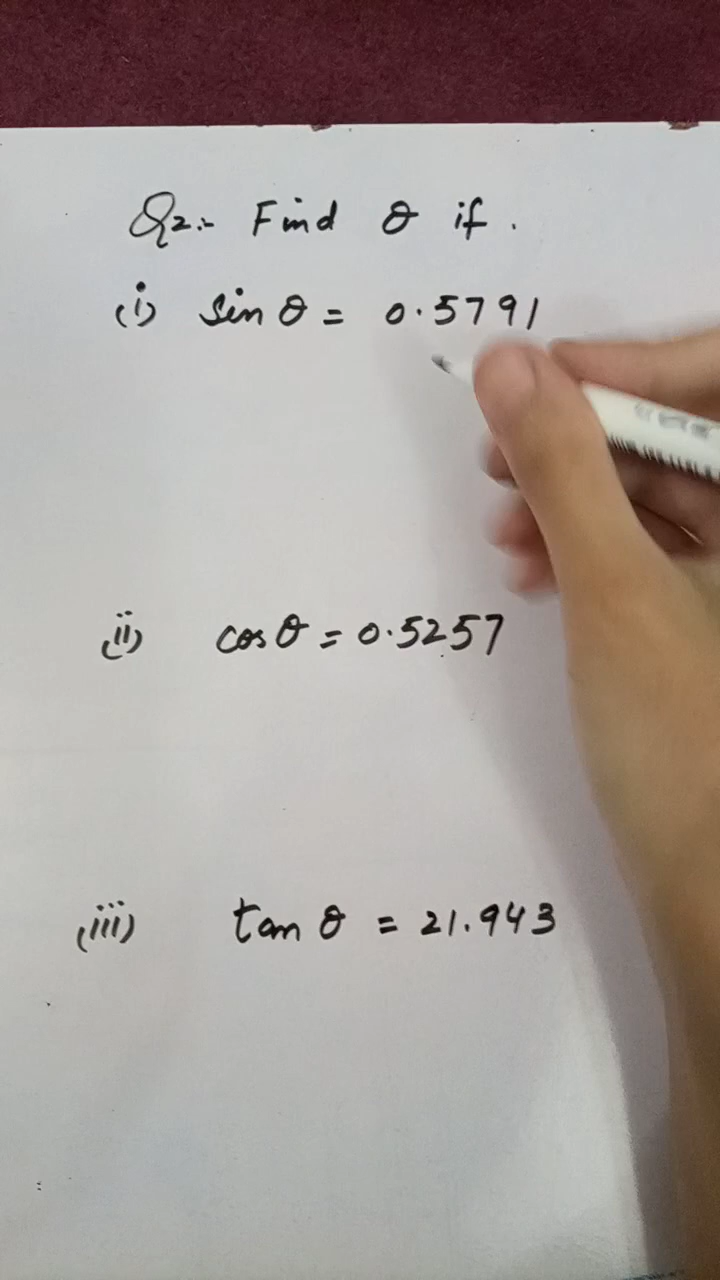 Q2:- Find θ if.
(i) sin θ = 0.5791
(ii) cos θ = 0.5257
(iii) tan θ = 21.943